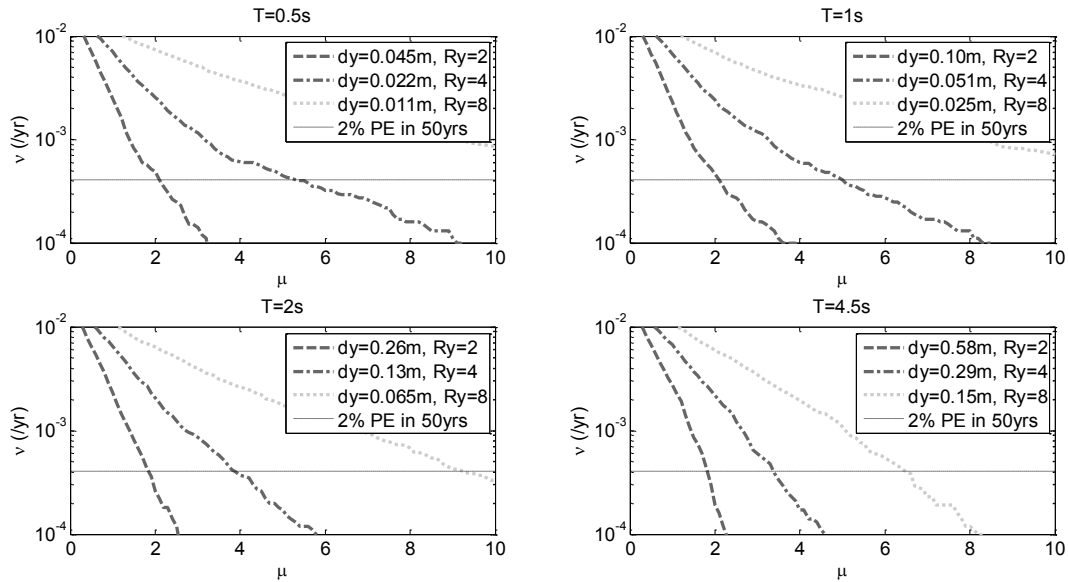 T=0.5s
10^-2
10^-3
10^-4
ν (/yr)
0 2 4 6 8 10
μ
dy=0.045m, Ry=2
dy=0.022m, Ry=4
dy=0.011m, Ry=8
2% PE in 50yrs
T=1s
10^-2
10^-3
10^-4
ν (/yr)
0 2 4 6 8 10
μ
dy=0.10m, Ry=2
dy=0.051m, Ry=4
dy=0.025m, Ry=8
2% PE in 50yrs
T=2s
10^-2
10^-3
10^-4
ν (/yr)
0 2 4 6 8 10
μ
dy=0.26m, Ry=2
dy=0.13m, Ry=4
dy=0.065m, Ry=8
2% PE in 50yrs
T=4.5s
10^-2
10^-3
10^-4
ν (/yr)
0 2 4 6 8 10
μ
dy=0.58m, Ry=2
dy=0.29m, Ry=4
dy=0.15m, Ry=8
2% PE in 50yrs